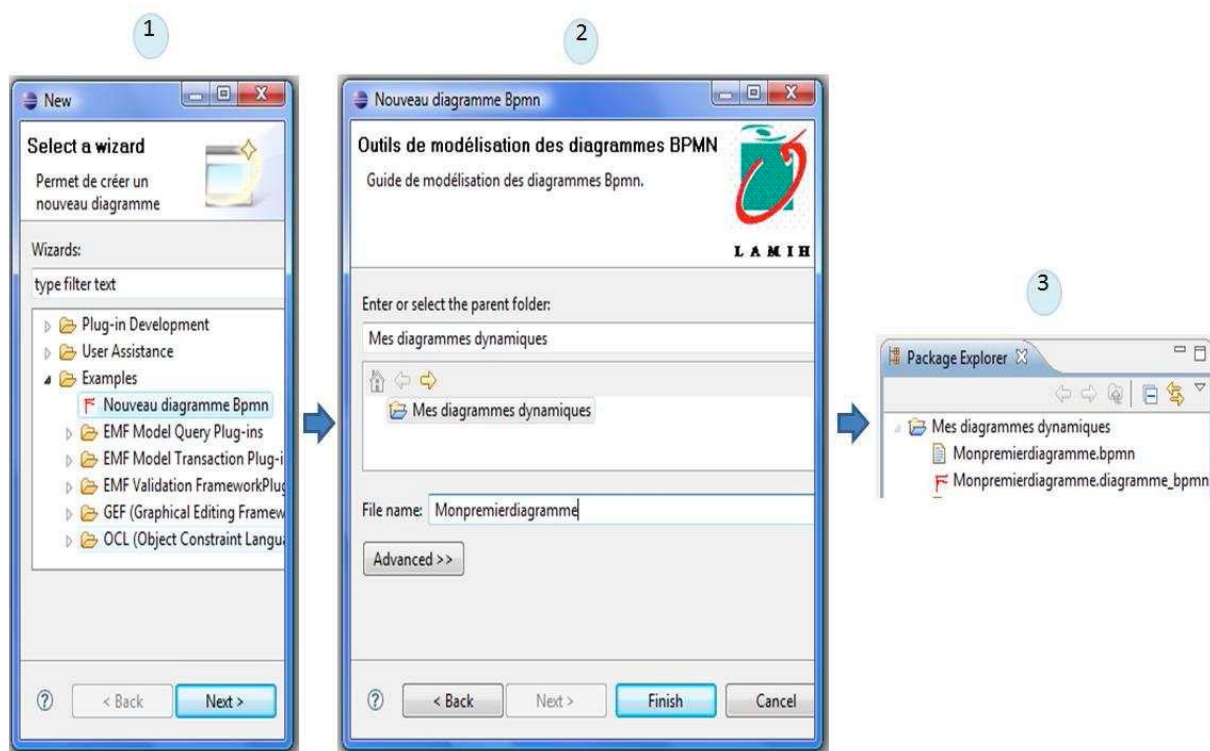 1
New
Select a wizard
Permet de créer un
nouveau diagramme
Wizards:
type filter text
Plug-in Development
User Assistance
Examples
Nouveau diagramme Bpmn
EMF Model Query Plug-ins
EMF Model Transaction Plug-i
EMF Validation FrameworkPlug
GEF (Graphical Editing Framew
OCL (Object Constraint Langua
< Back
Next >
2
Nouveau diagramme Bpmn
Outils de modélisation des diagrammes BPMN
Guide de modélisation des diagrammes Bpmn.
LAMIH
Enter or select the parent folder:
Mes diagrammes dynamiques
Mes diagrammes dynamiques
File name: Monpremierdiagramme
Advanced >>
< Back
Next >
Finish
Cancel
3
Package Explorer
Mes diagrammes dynamiques
Monpremierdiagramme.bpmn
Monpremierdiagramme.diagramme_bpmn